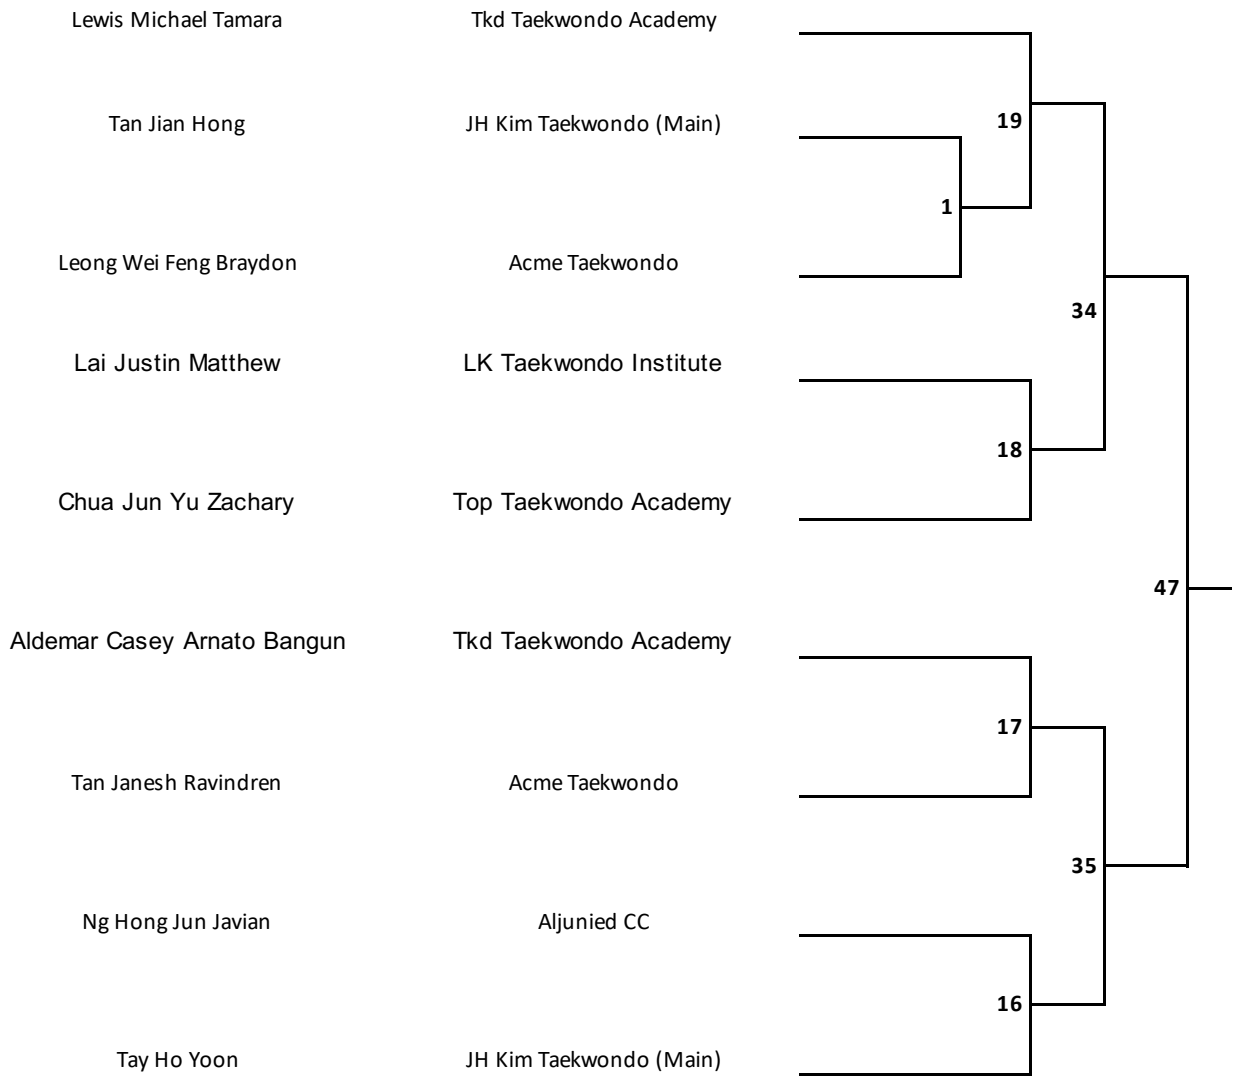 Lewis Michael Tamara Tkd Taekwondo Academy
Tan Jian Hong JH Kim Taekwondo (Main)
19
1
Leong Wei Feng Braydon Acme Taekwondo
34
Lai Justin Matthew LK Taekwondo Institute
18
Chua Jun Yu Zachary Top Taekwondo Academy
47
Aldemar Casey Arnato Bangun Tkd Taekwondo Academy
17
Tan Janesh Ravindren Acme Taekwondo
35
Ng Hong Jun Javian Aljunied CC
16
Tay Ho Yoon JH Kim Taekwondo (Main)